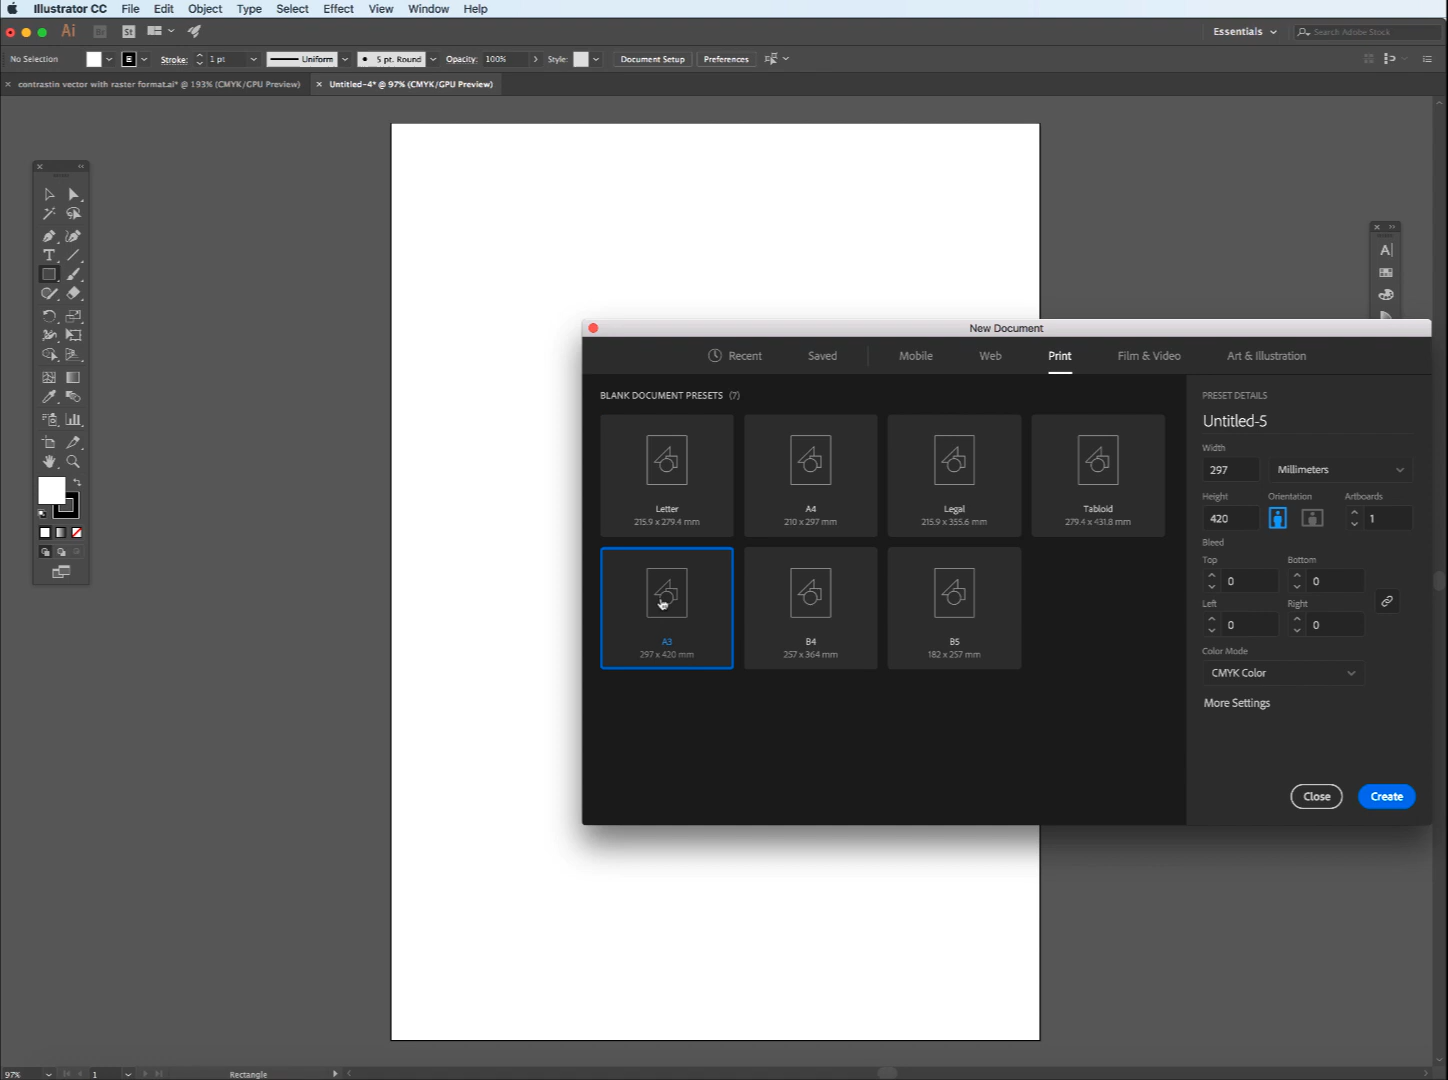 Illustrator CC File Edit Object Type Select Effect View Window Help
Ai Br St Essentials Search Adobe Stock
No Selection Stroke: 1 pt Uniform 5 pt. Round Opacity: 100% Style: Document Setup Preferences
contrastin vector with raster format.ai* @ 193% (CMYK/GPU Preview) Untitled-4* @ 97% (CMYK/GPU Preview)
New Document
Recent Saved Mobile Web Print Film & Video Art & Illustration
BLANK DOCUMENT PRESETS (7)
Letter
215.9 x 279.4 mm
A4
210 x 297 mm
Legal
215.9 x 355.6 mm
Tabloid
279.4 x 431.8 mm
A3
297 x 420 mm
B4
257 x 364 mm
B5
182 x 257 mm
PRESET DETAILS
Untitled-5
Width
297 Millimeters
Height Orientation Artboards
420 1
Bleed
Top Bottom
0 0
Left Right
0 0
Color Mode
CMYK Color
More Settings
Close Create
97% 1 Rectangle